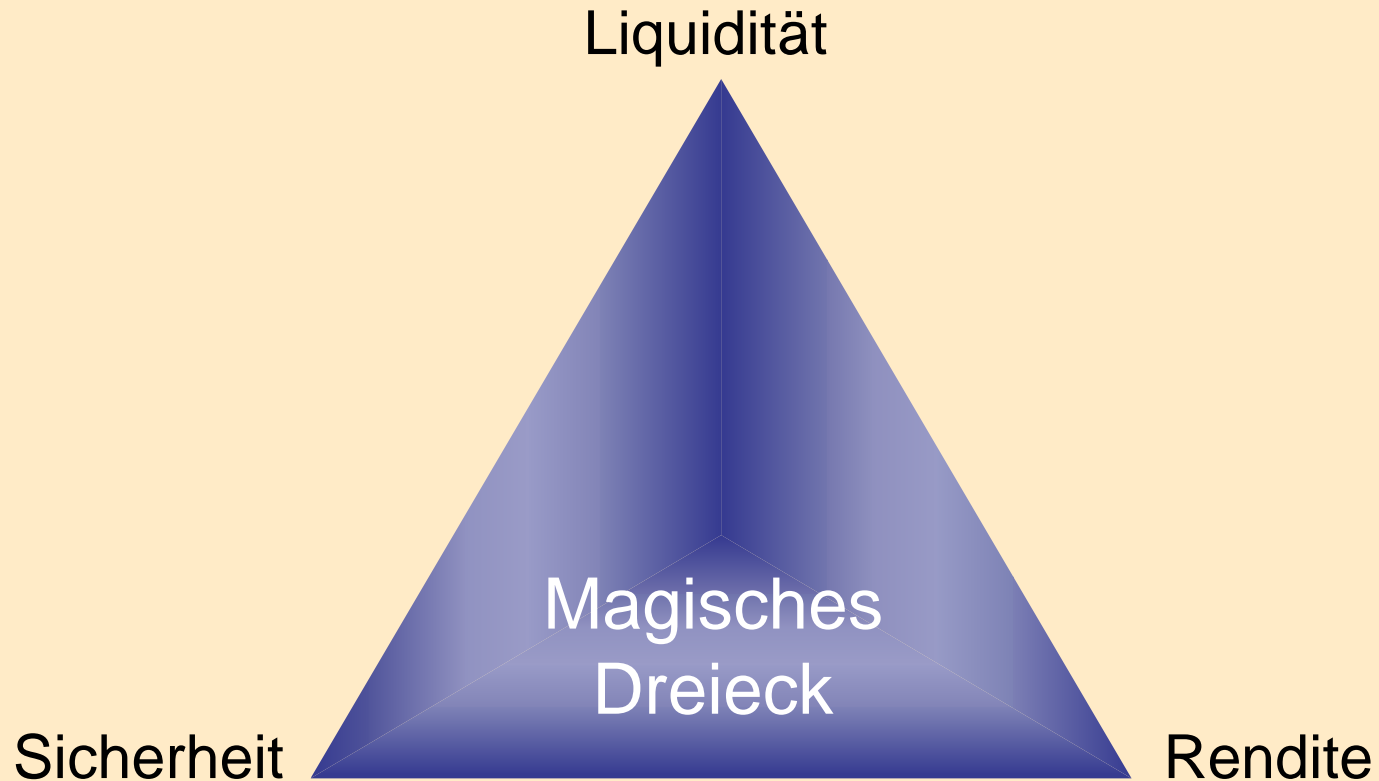 Liquidität
Magisches
Dreieck
Sicherheit
Rendite